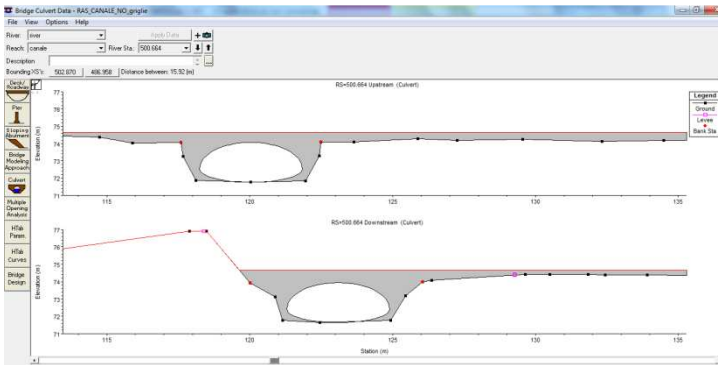 Bridge Culvert Data - RAS_CANALE_NO_griglie
File View Options Help
River: river Apply Data
Reach: canale River Sta.: 500.664
Description
Bounding XS's: 502.870 486.958 Distance between: 15.92 (m)
Deck/
Roadway
Pier
Sloping
Abutment
Bridge
Modeling
Approach
Culvert
Multiple
Opening
Analysis
HTab
Param.
HTab
Curves
Bridge
Design
RS=500.664 Upstream (Culvert)
Elevation (m)
77
76
75
74
73
72
71
115 120 125 130 135
Legend
Ground
Levee
Bank Sta
RS=500.664 Downstream (Culvert)
Elevation (m)
77
76
75
74
73
72
71
115 120 125 130 135
Station (m)